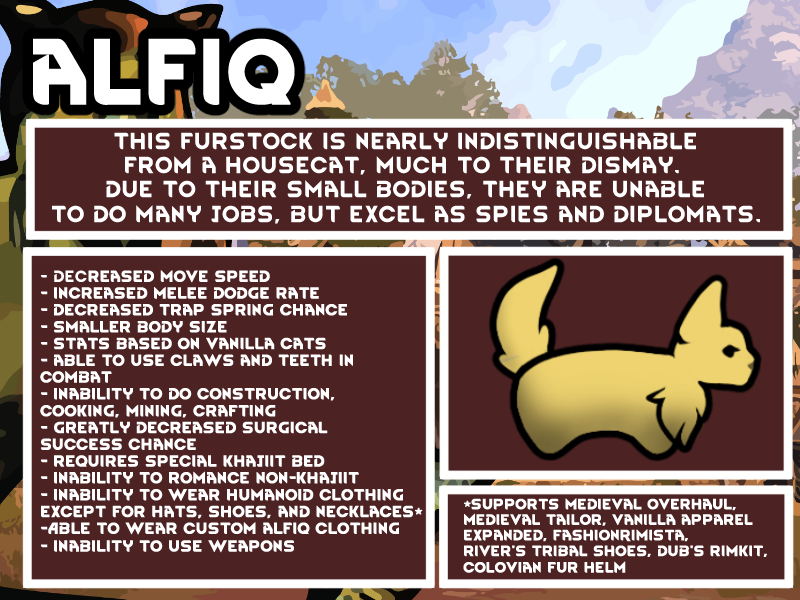 ALFIQ
THIS FURSTOCK IS NEARLY INDISTINGUISHABLE
FROM A HOUSECAT, MUCH TO THEIR DISMAY.
DUE TO THEIR SMALL BODIES, THEY ARE UNABLE
TO DO MANY JOBS, BUT EXCEL AS SPIES AND DIPLOMATS.
- DECREASED MOVE SPEED
- INCREASED MELEE DODGE RATE
- DECREASED TRAP SPRING CHANCE
- SMALLER BODY SIZE
- STATS BASED ON VANILLA CATS
- ABLE TO USE CLAWS AND TEETH IN
COMBAT
- INABILITY TO DO CONSTRUCTION,
COOKING, MINING, CRAFTING
- GREATLY DECREASED SURGICAL
SUCCESS CHANCE
- REQUIRES SPECIAL KHAJIIT BED
- INABILITY TO ROMANCE NON-KHAJIIT
- INABILITY TO WEAR HUMANOID CLOTHING
EXCEPT FOR HATS, SHOES, AND NECKLACES*
-ABLE TO WEAR CUSTOM ALFIQ CLOTHING
- INABILITY TO USE WEAPONS
*SUPPORTS MEDIEVAL OVERHAUL,
MEDIEVAL TAILOR, VANILLA APPAREL
EXPANDED, FASHIONRIMISTA,
RIVER'S TRIBAL SHOES, DUB'S RIMKIT,
COLOVIAN FUR HELM